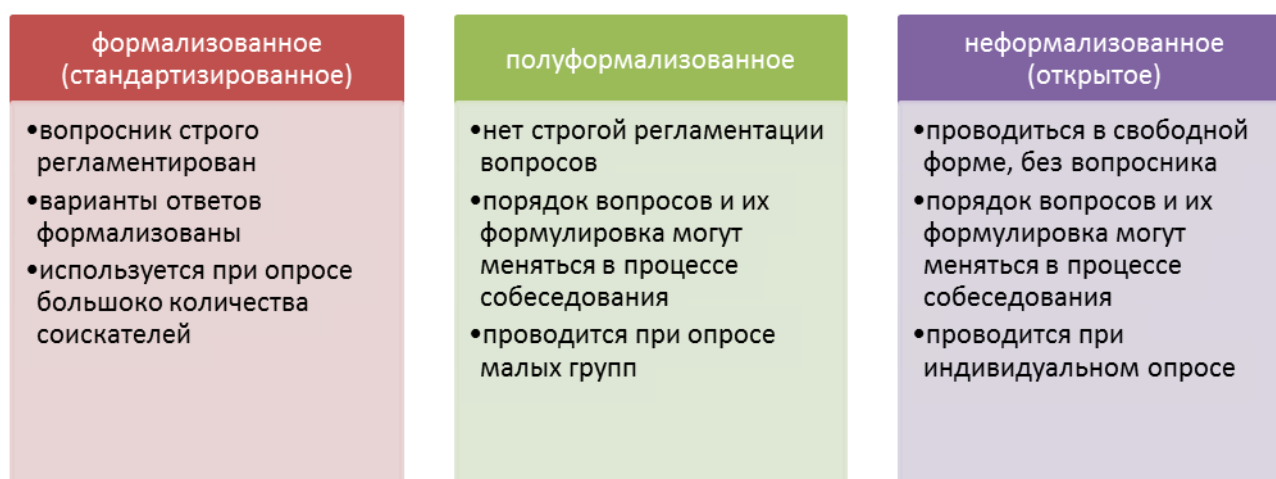 формализованное
(стандартизированное)
•вопросник строго
регламентирован
•варианты ответов
формализованы
•используется при опросе
большоко количества
соискателей
полуформализованное
•нет строгой регламентации
вопросов
•порядок вопросов и их
формулировка могут
меняться в процессе
собеседования
•проводится при опросе
малых групп
неформализованное
(открытое)
•проводиться в свободной
форме, без вопросника
•порядок вопросов и их
формулировка могут
меняться в процессе
собеседования
•проводится при
индивидуальном опросе